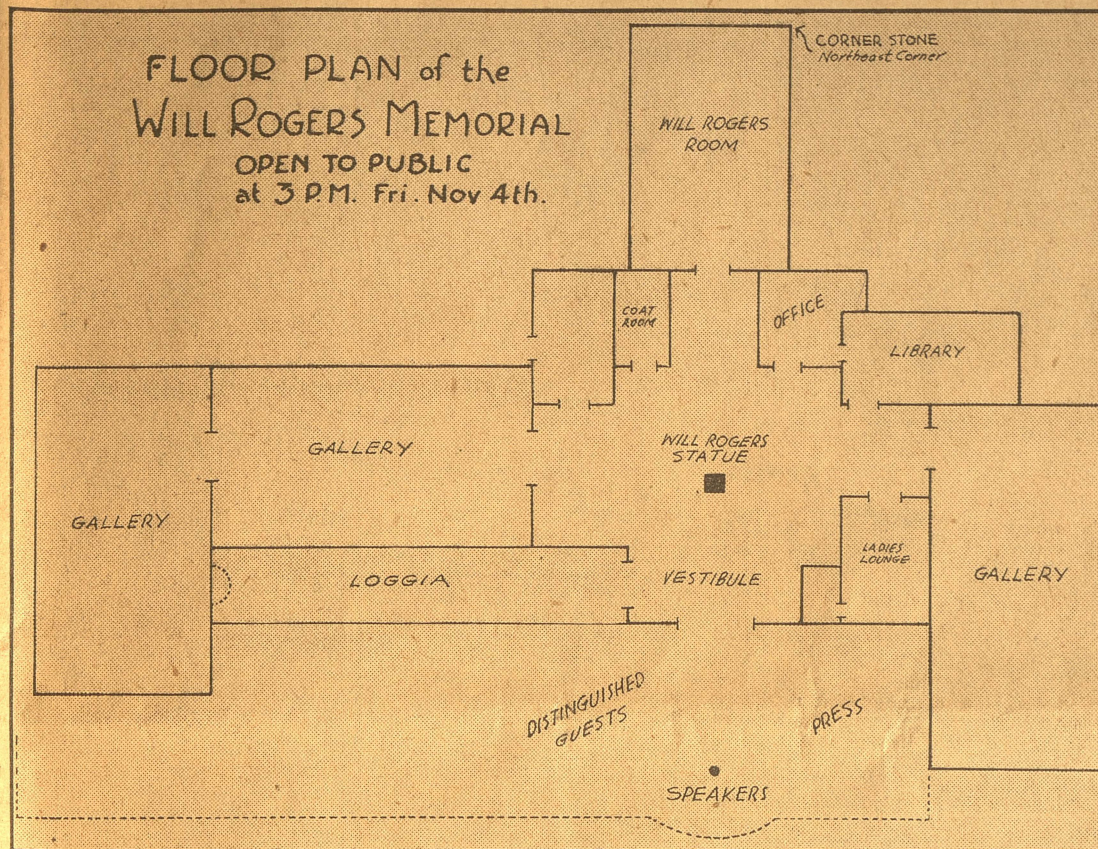 FLOOR PLAN of the
WILL ROGERS MEMORIAL
OPEN TO PUBLIC
at 3 P.M. Fri. Nov 4th.
CORNER STONE
Northeast Corner
WILL ROGERS
ROOM
COAT
ROOM
OFFICE
LIBRARY
GALLERY
WILL ROGERS
STATUE
GALLERY
LADIES
LOUNGE
LOGGIA
VESTIBULE
GALLERY
DISTINGUISHED
GUESTS
PRESS
SPEAKERS